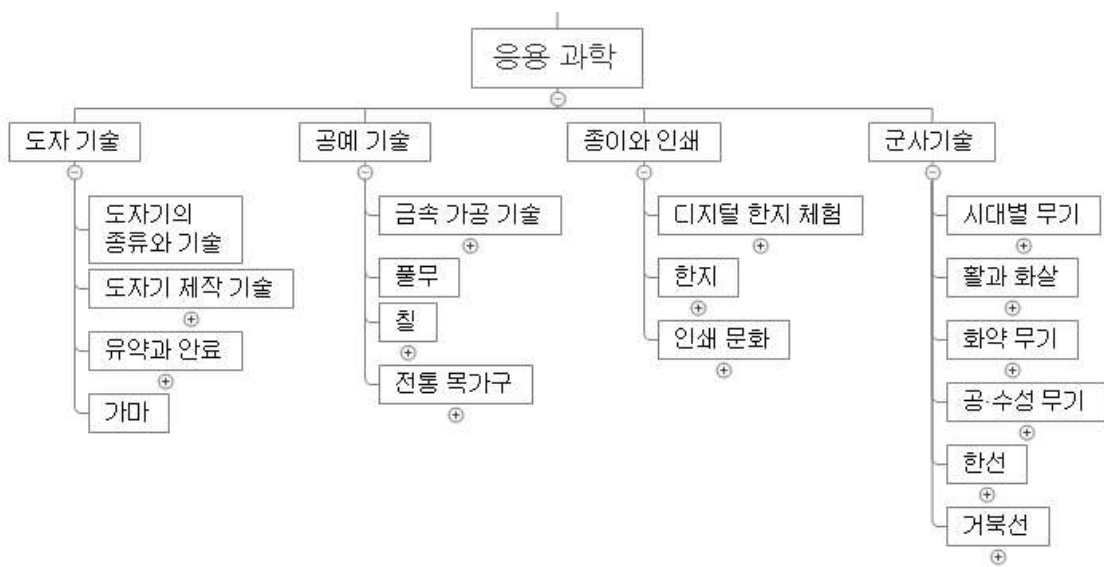 응용 과학
도자 기술
도자기의
종류와 기술
도자기 제작 기술
유약과 안료
가마
공예 기술
금속 가공 기술
풀무
칠
전통 목가구
종이와 인쇄
디지털 한지 체험
한지
인쇄 문화
군사기술
시대별 무기
활과 화살
화약 무기
공·수성 무기
한선
거북선